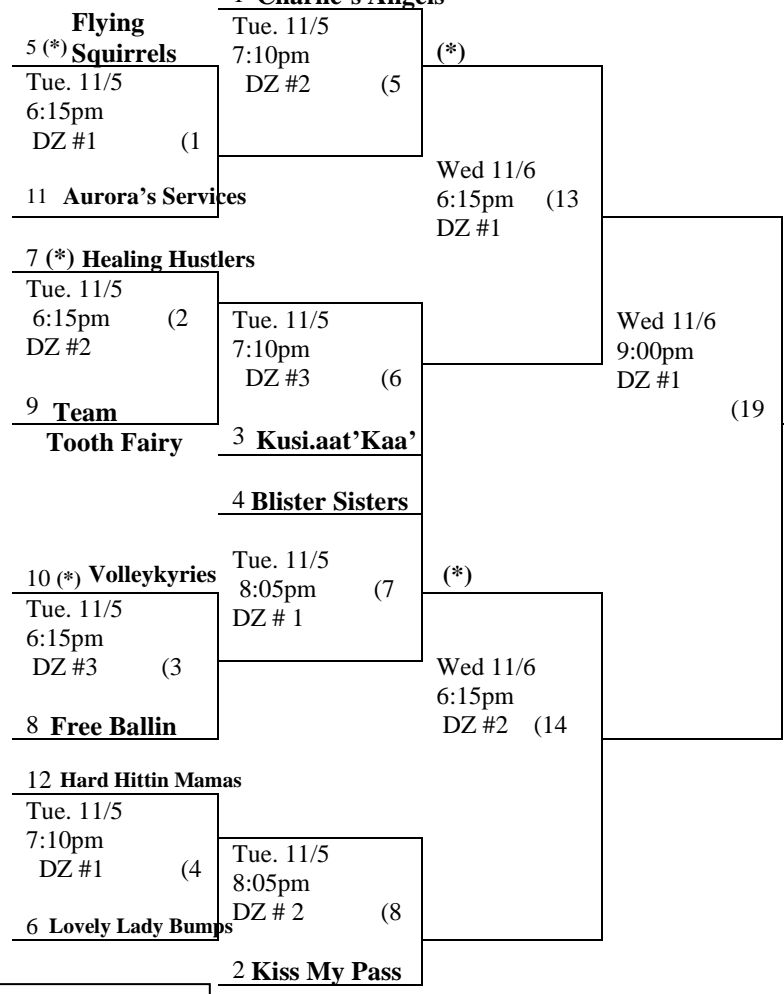 Flying
5 (*) Squirrels
Tue. 11/5
6:15pm
DZ #1 (1
11 Aurora's Services
7 (*) Healing Hustlers
Tue. 11/5
6:15pm (2
DZ #2
9 Team
Tooth Fairy
10 (*) Volleykyries
Tue. 11/5
6:15pm
DZ #3 (3
8 Free Ballin
12 Hard Hittin Mamas
Tue. 11/5
7:10pm
DZ #1 (4
6 Lovely Lady Bumps
Charlie's Angels
Tue. 11/5
7:10pm
DZ #2 (5
Tue. 11/5
7:10pm
DZ #3 (6
3 Kusi.aat'Kaa'
4 Blister Sisters
Tue. 11/5
8:05pm (7
DZ # 1
Tue. 11/5
8:05pm
DZ # 2 (8
2 Kiss My Pass
(*)
Wed 11/6
6:15pm (13
DZ #1
(*)
Wed 11/6
6:15pm
DZ #2 (14
Wed 11/6
9:00pm
DZ #1
(19